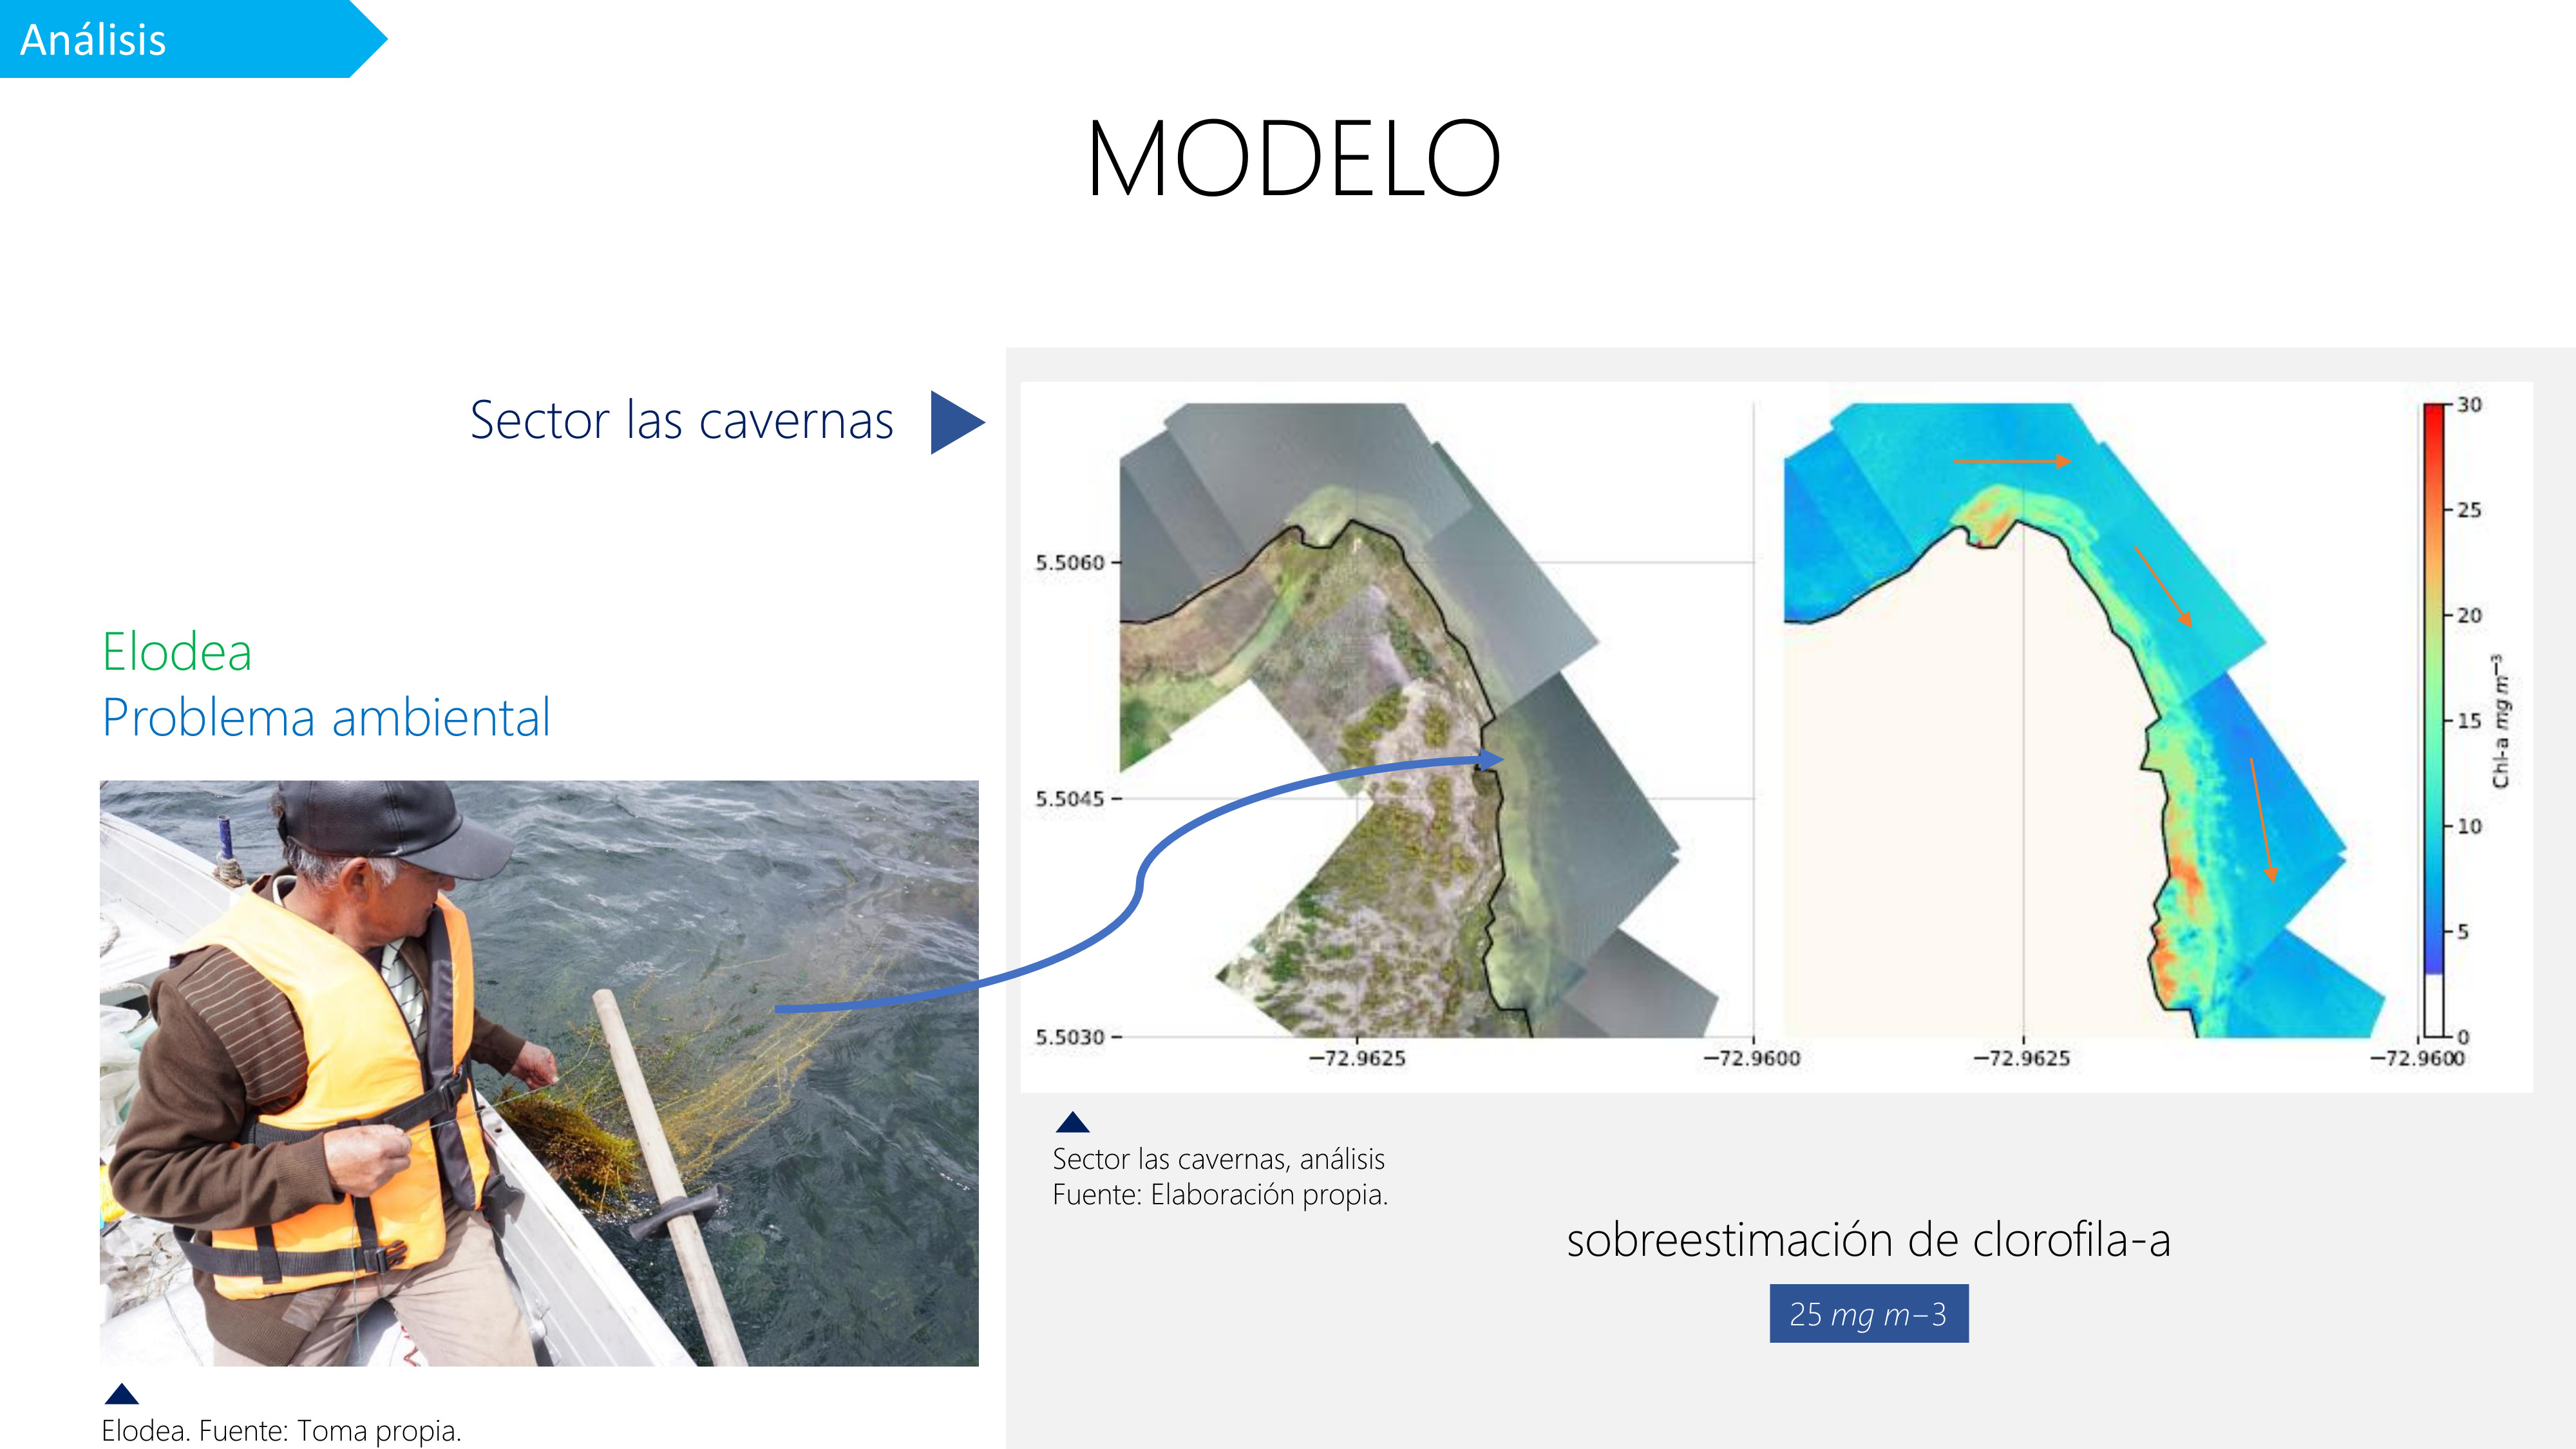 Análisis
MODELO
Sector las cavernas
Elodea
Problema ambiental
5.5060
5.5045
5.5030
−72.9625
−72.9600
−72.9625
−72.9600
30
25
20
15
10
5
0
Chl-a mg m⁻³
Sector las cavernas, análisis
Fuente: Elaboración propia.
sobreestimación de clorofila-a
25 mg m−3
Elodea. Fuente: Toma propia.